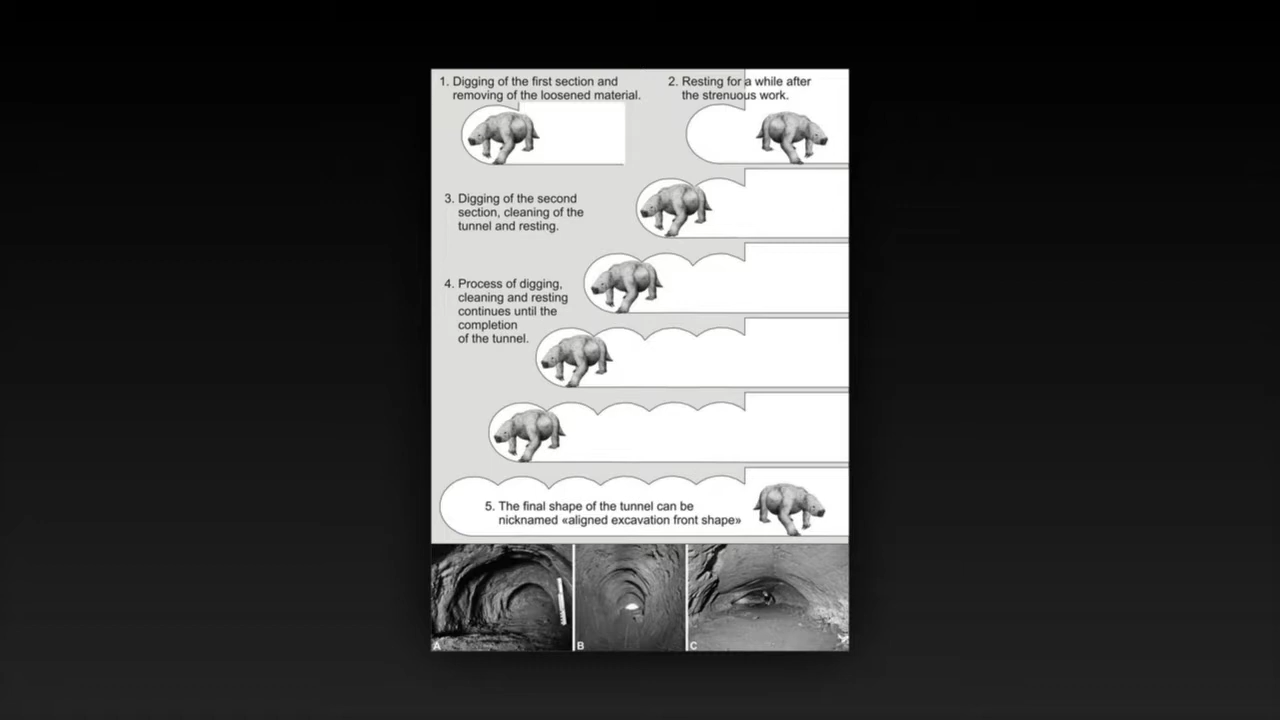 1. Digging of the first section and
removing of the loosened material.
2. Resting for a while after
the strenuous work.
3. Digging of the second
section, cleaning of the
tunnel and resting.
4. Process of digging,
cleaning and resting
continues until the
completion
of the tunnel.
5. The final shape of the tunnel can be
nicknamed «aligned excavation front shape»
A
B
C